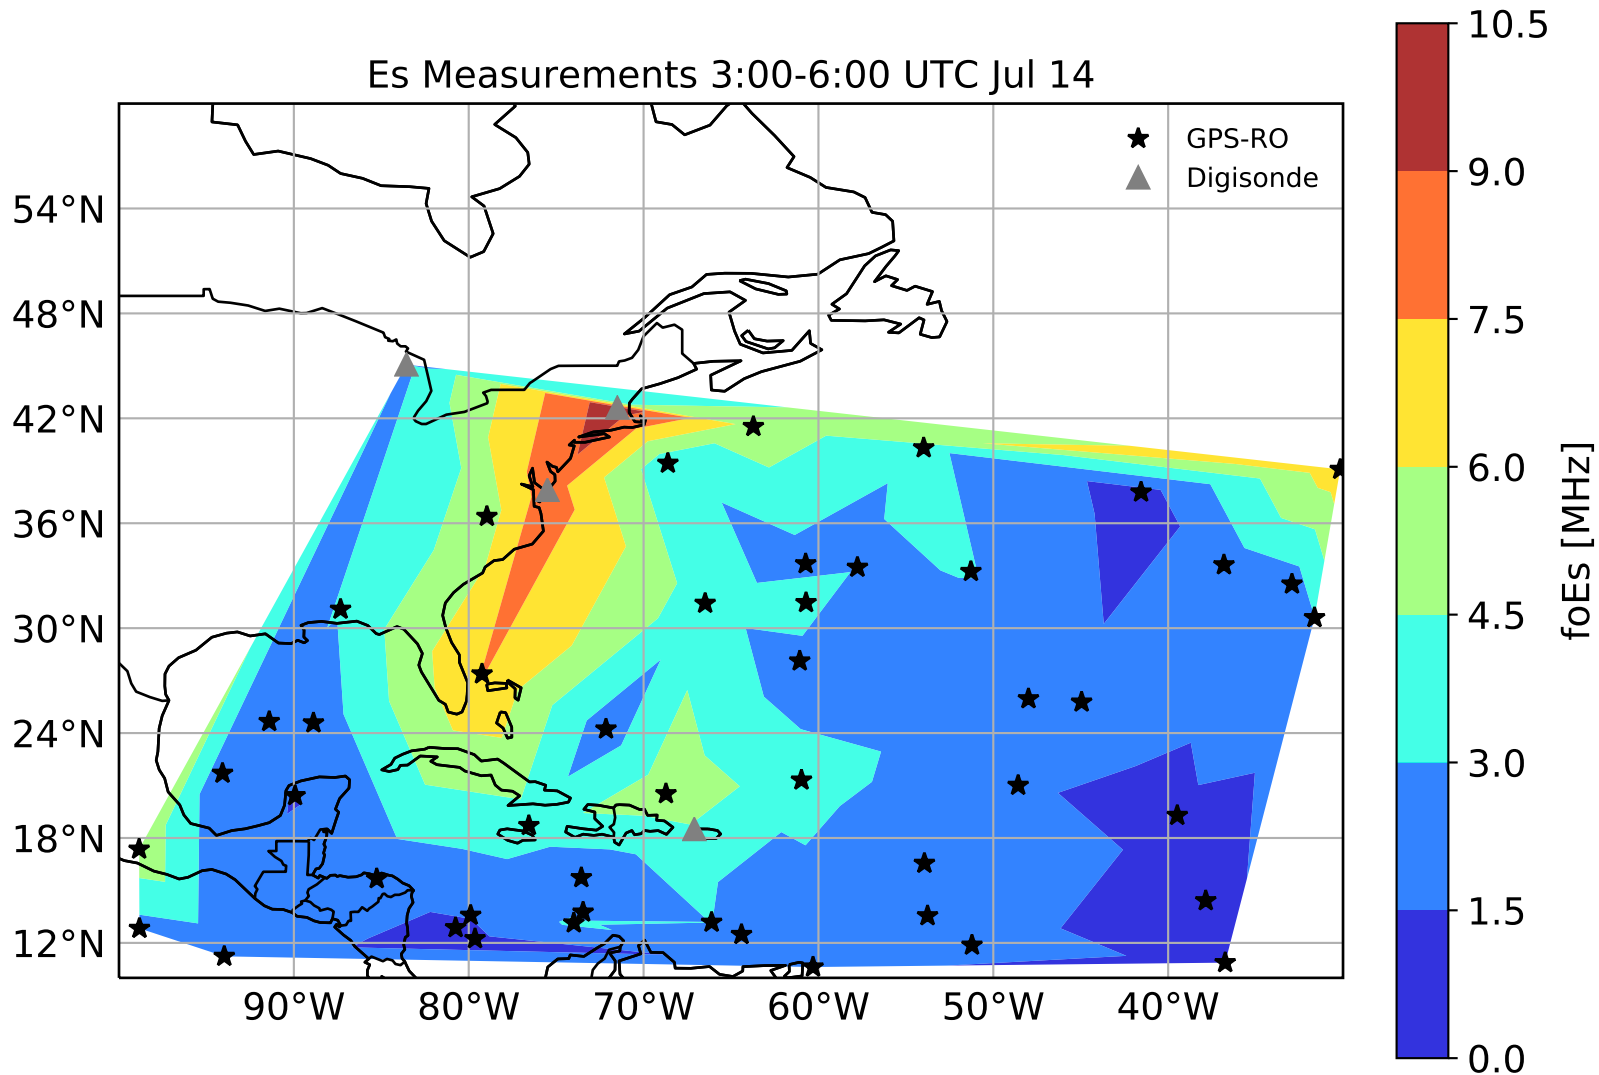 Es Measurements 3:00-6:00 UTC Jul 14
GPS-RO
Digisonde
54°N
48°N
42°N
36°N
30°N
24°N
18°N
12°N
90°W 80°W 70°W 60°W 50°W 40°W
10.5
9.0
7.5
6.0
4.5
3.0
1.5
0.0
foEs [MHz]